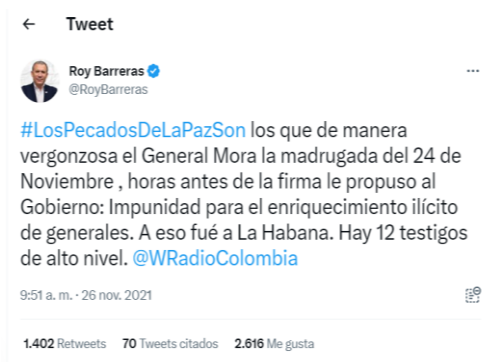 Tweet
Roy Barreras
@RoyBarreras
#LosPecadosDeLaPazSon los que de manera
vergonzosa el General Mora la madrugada del 24 de
Noviembre , horas antes de la firma le propuso al
Gobierno: Impunidad para el enriquecimiento ilícito
de generales. A eso fué a La Habana. Hay 12 testigos
de alto nivel. @WRadioColombia
9:51 a. m. · 26 nov. 2021
1.402 Retweets 70 Tweets citados 2.616 Me gusta